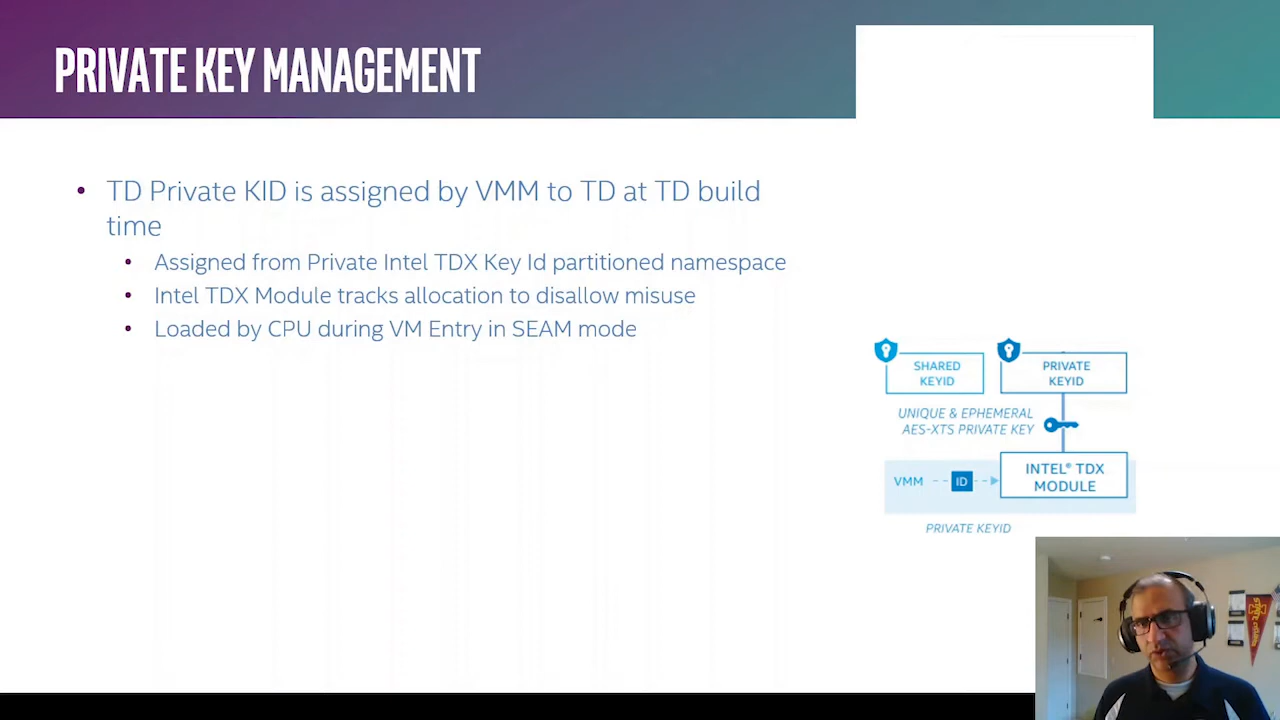 PRIVATE KEY MANAGEMENT
• TD Private KID is assigned by VMM to TD at TD build
time
• Assigned from Private Intel TDX Key Id partitioned namespace
• Intel TDX Module tracks allocation to disallow misuse
• Loaded by CPU during VM Entry in SEAM mode
SHARED
KEYID
PRIVATE
KEYID
UNIQUE & EPHEMERAL
AES-XTS PRIVATE KEY
VMM
ID
INTEL® TDX
MODULE
PRIVATE KEYID